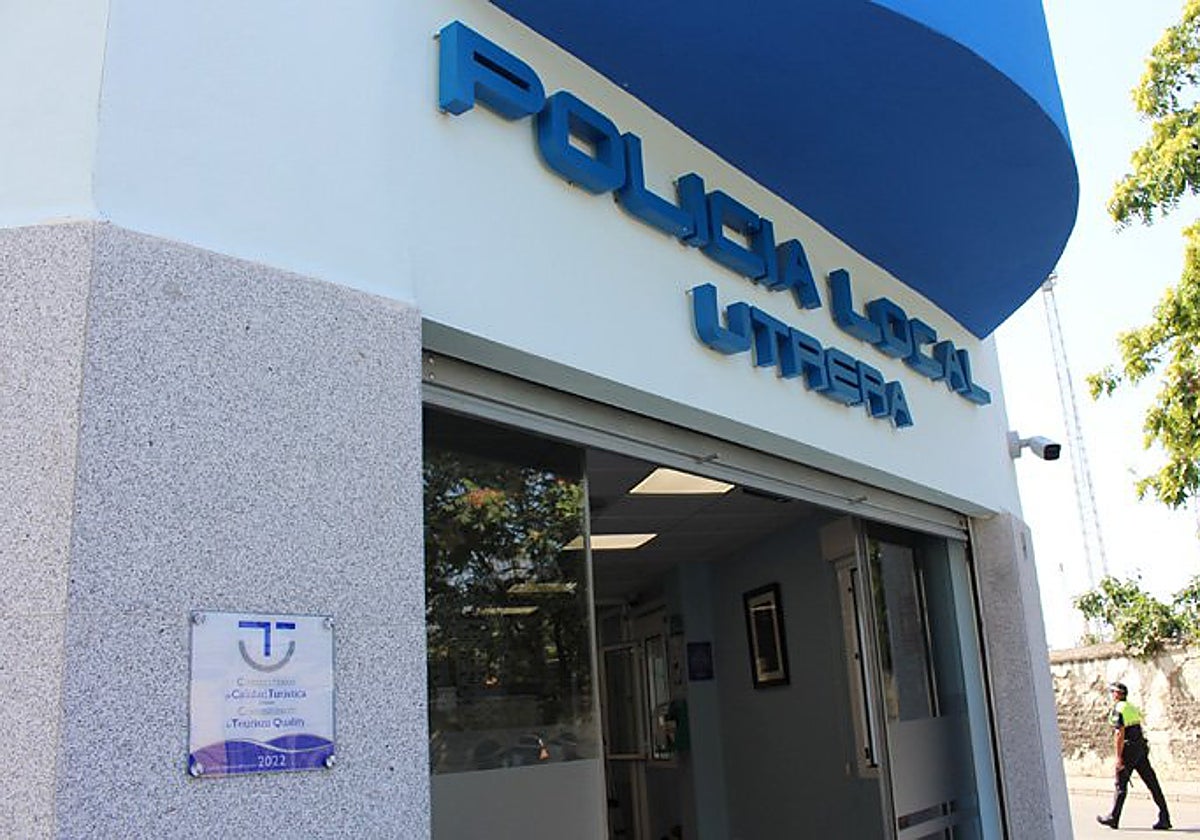 POLICIA LOCAL
UTRERA
Calidad Turística
Tourism Quality
2022